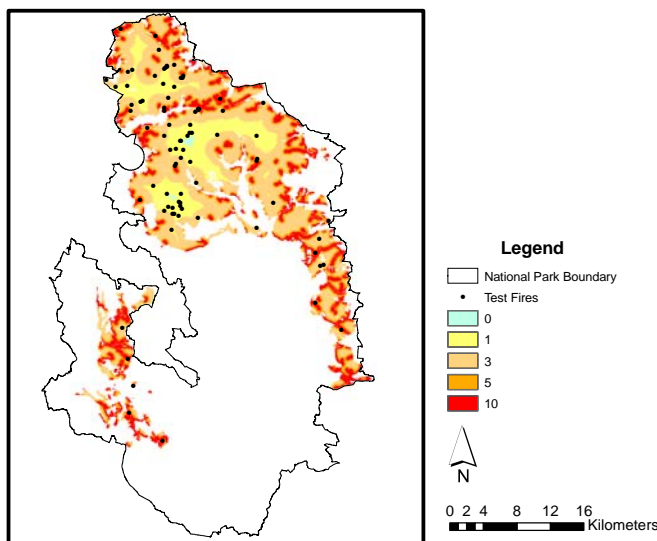 Legend
National Park Boundary
Test Fires
0
1
3
5
10
N
0 2 4 8 12 16
Kilometers